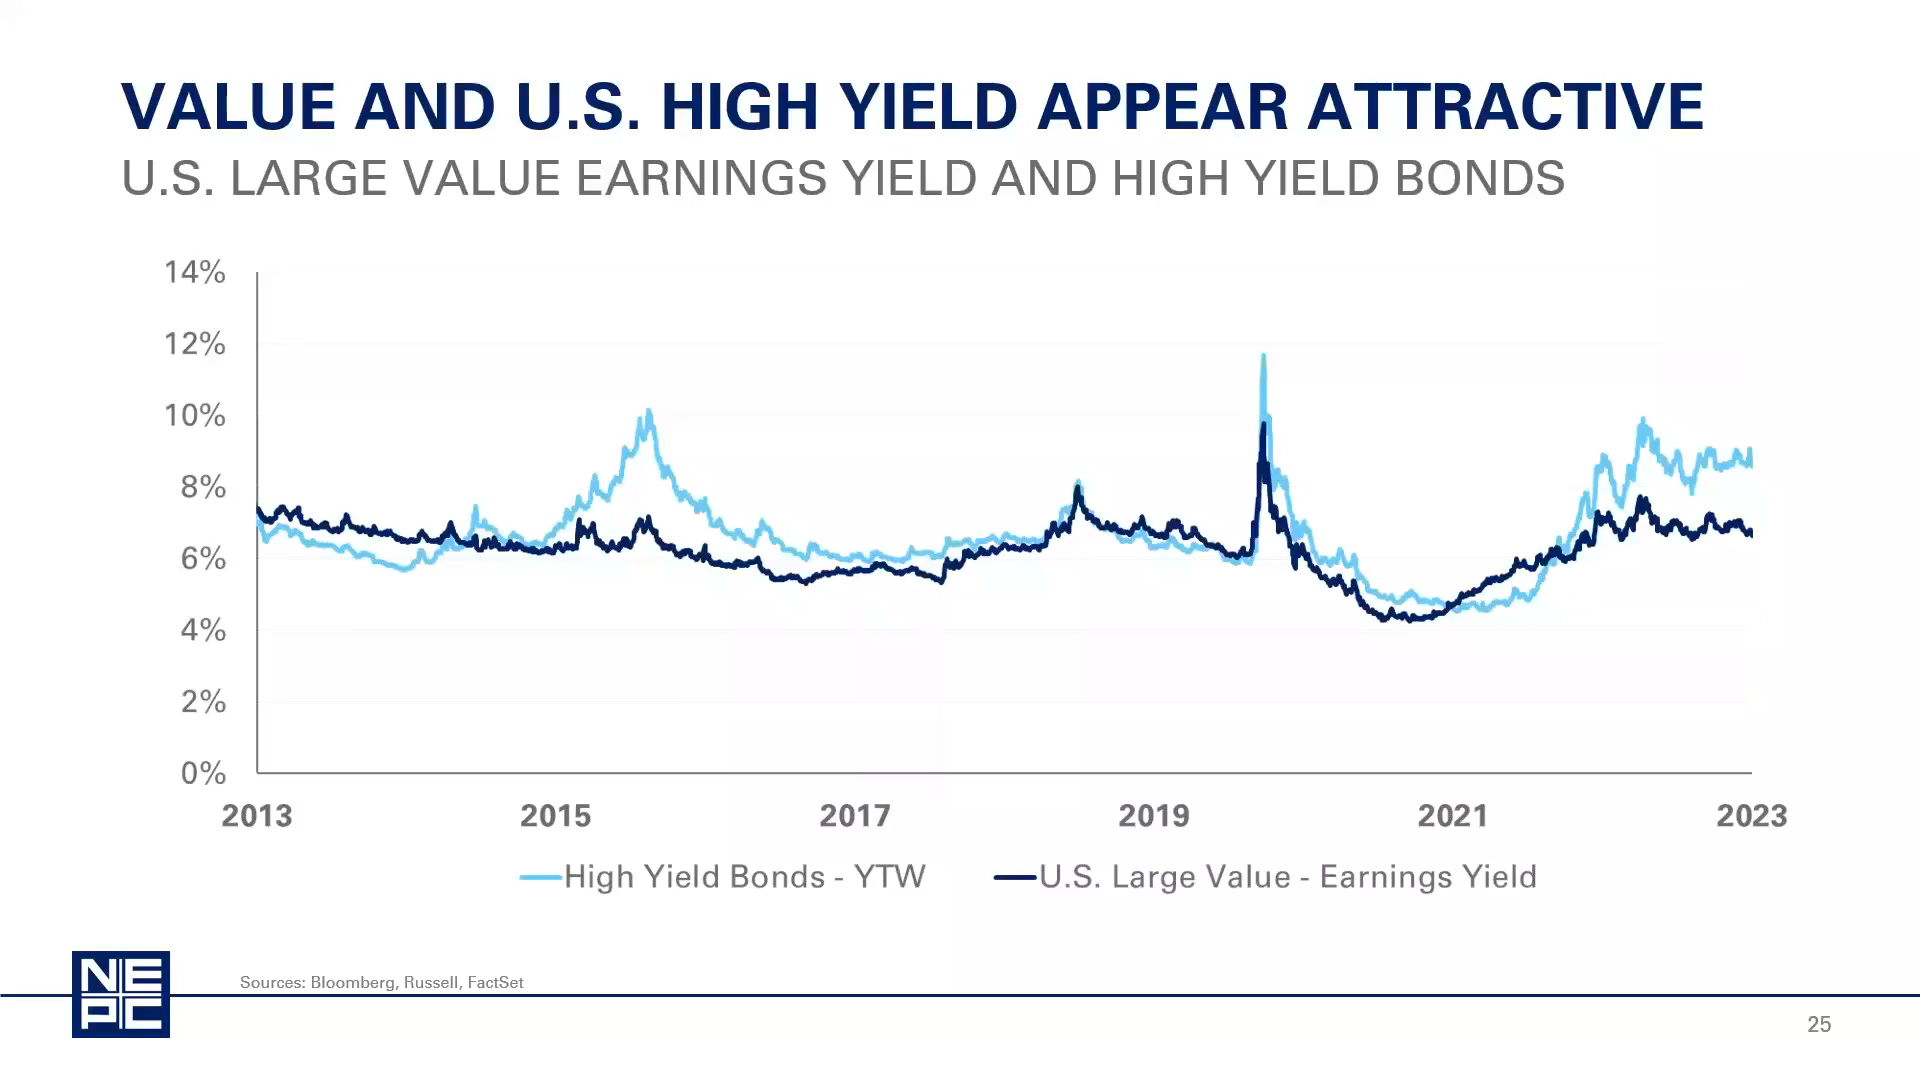 VALUE AND U.S. HIGH YIELD APPEAR ATTRACTIVE
U.S. LARGE VALUE EARNINGS YIELD AND HIGH YIELD BONDS
14%
12%
10%
8%
6%
4%
2%
0%
2013 2015 2017 2019 2021 2023
High Yield Bonds - YTW U.S. Large Value - Earnings Yield
NE
PC
Sources: Bloomberg, Russell, FactSet
25